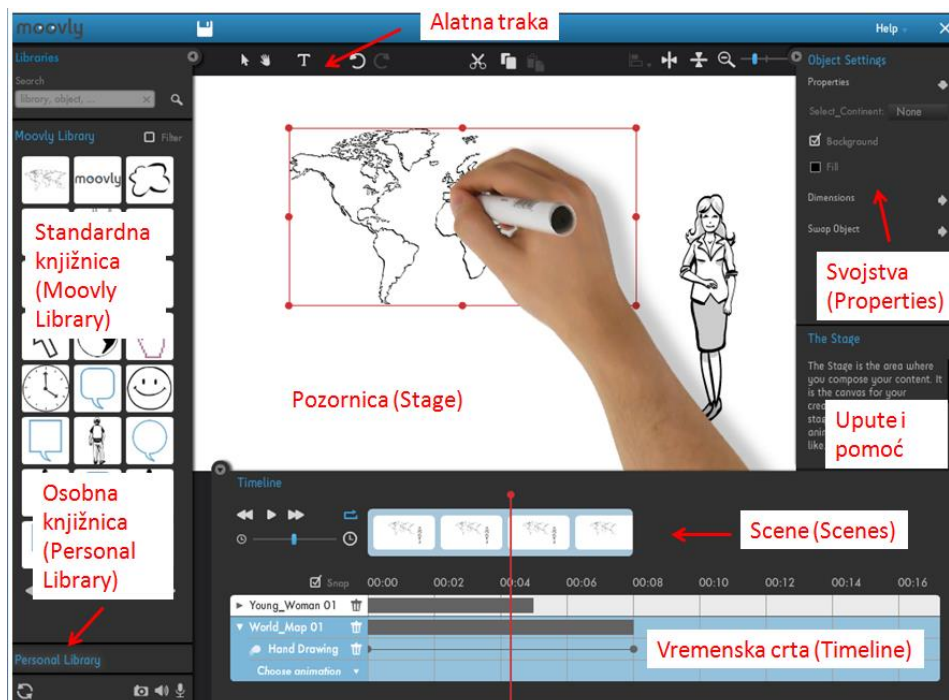 moovly
Alatna traka
Help
Libraries
T
Object Settings
Search
library, object, ...
Properties
Select_Continent: None
Moovly Library
Filter
Background
moovly
Fill
Dimensions
Swap Object
Standardna
knjižnica
(Moovly
Library)
Svojstva
(Properties)
The Stage
The Stage is the area where
you compose your content. It
is the canvas for your
Upute i
pomoć
Pozornica (Stage)
Osobna
knjižnica
(Personal
Library)
Timeline
Scene (Scenes)
Snap 00:00 00:02 00:04 00:06 00:08 00:10 00:12 00:14 00:16
Young_Woman 01
World_Map 01
Hand Drawing
Choose animation
Vremenska crta (Timeline)
Personal Library